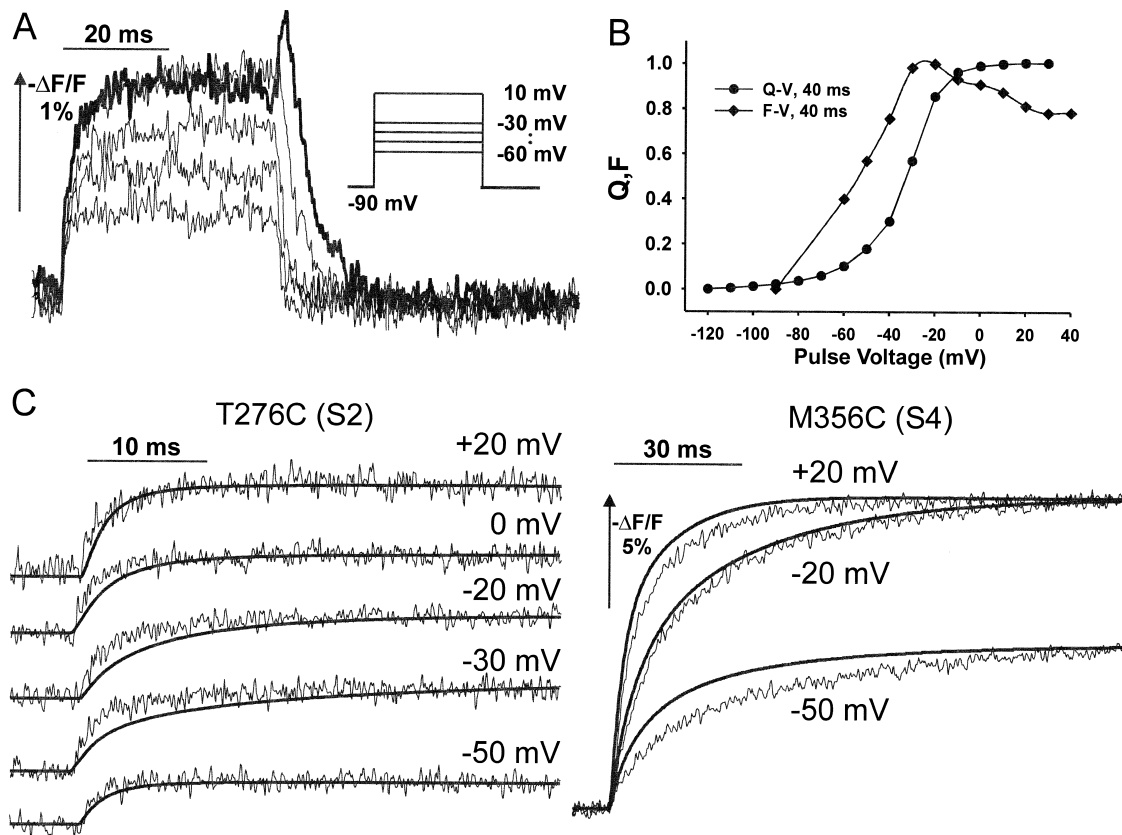 A
20 ms
-ΔF/F
1%
10 mV
-30 mV
:
-60 mV
-90 mV
B
Q,F
1.0
0.8
0.6
0.4
0.2
0.0
Q-V, 40 ms
F-V, 40 ms
-120 -100 -80 -60 -40 -20 0 20 40
Pulse Voltage (mV)
C
T276C (S2)
10 ms
+20 mV
0 mV
-20 mV
-30 mV
-50 mV
M356C (S4)
30 ms
-ΔF/F
5%
+20 mV
-20 mV
-50 mV